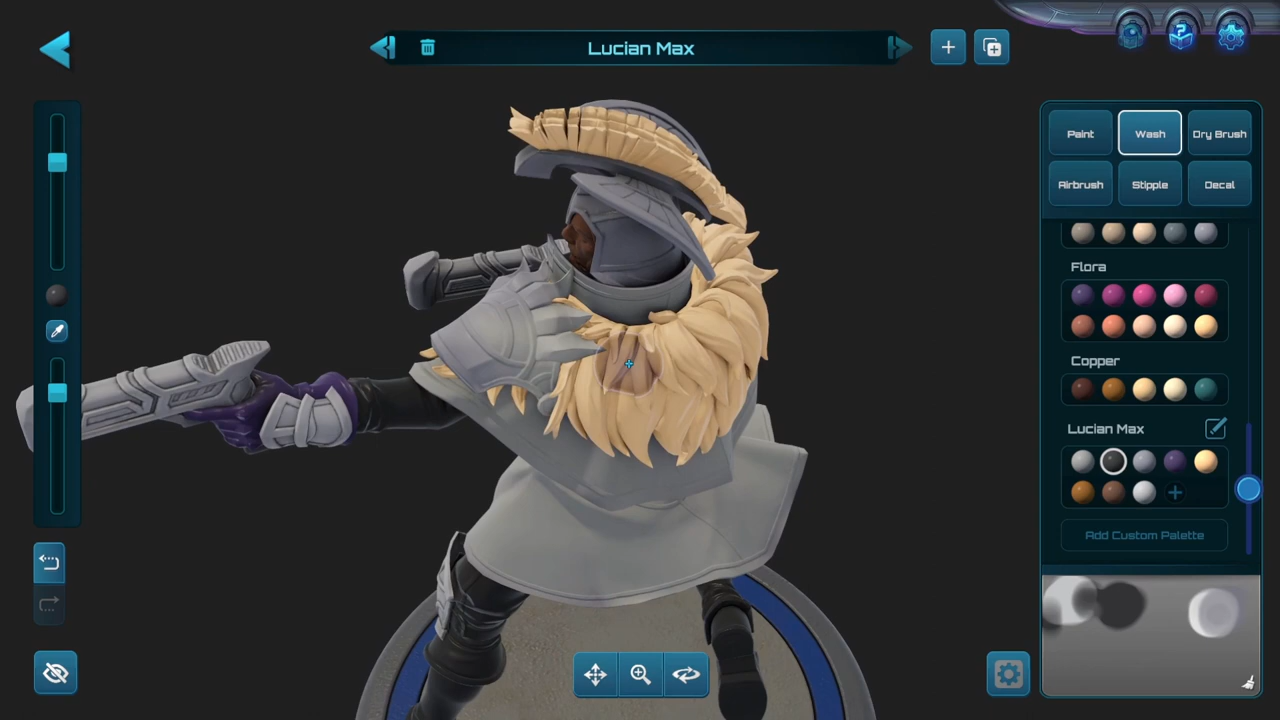 Lucian Max
Paint
Wash
Dry Brush
Airbrush
Stipple
Decal
Flora
Copper
Lucian Max
Add Custom Palette